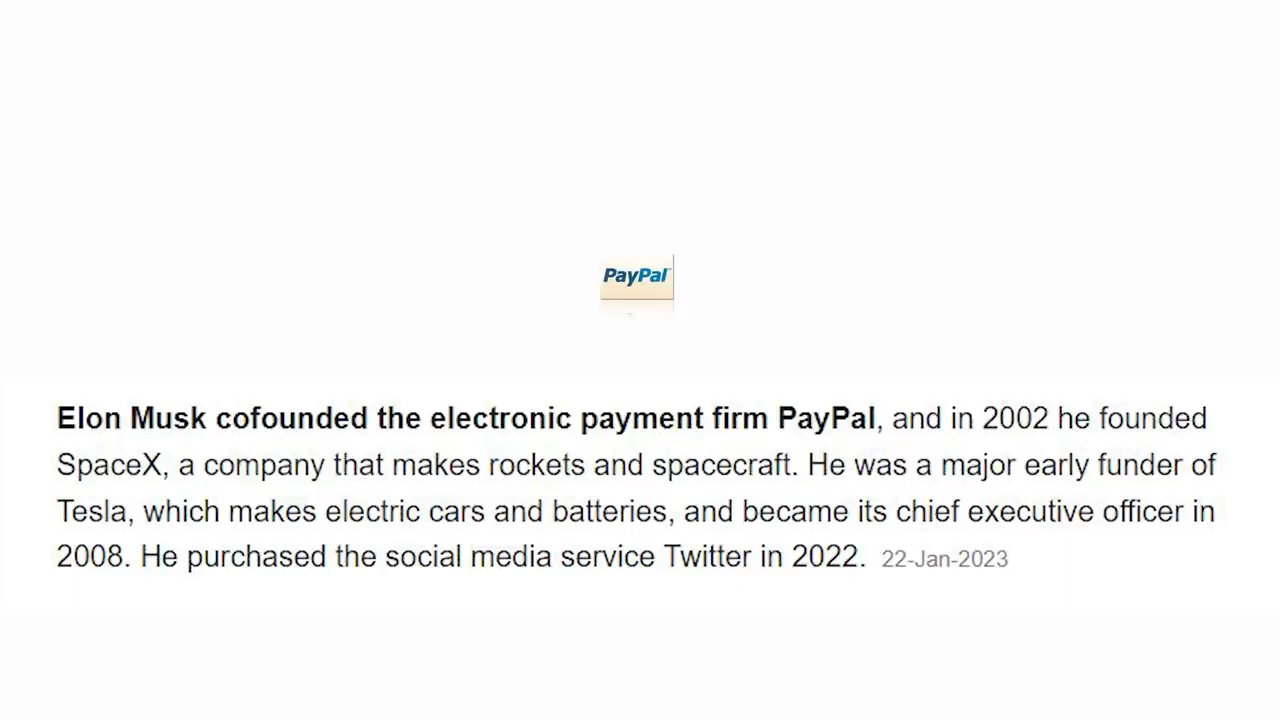 PayPal
Elon Musk cofounded the electronic payment firm PayPal, and in 2002 he founded
SpaceX, a company that makes rockets and spacecraft. He was a major early funder of
Tesla, which makes electric cars and batteries, and became its chief executive officer in
2008. He purchased the social media service Twitter in 2022. 22-Jan-2023